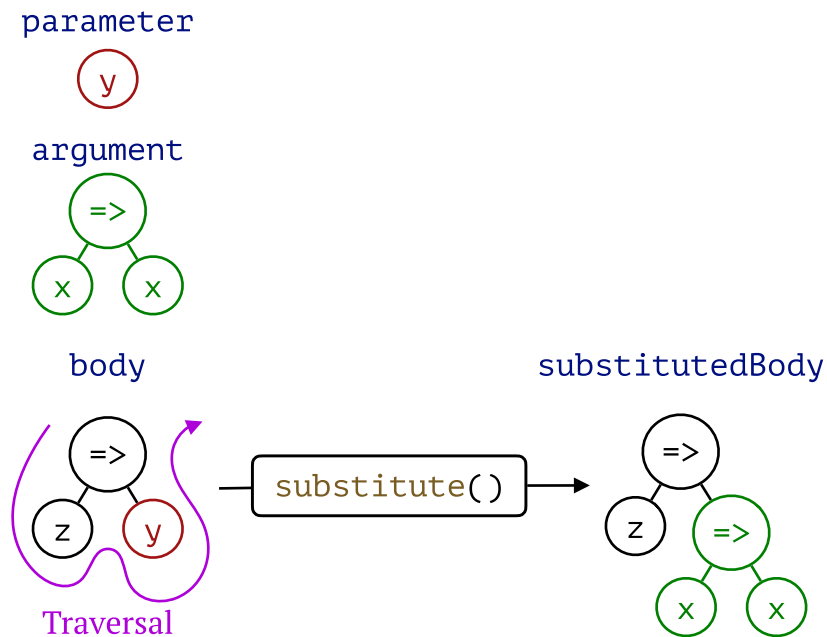 parameter
y
argument
=>
x x
body
=>
z y
Traversal
substitute()
substitutedBody
=>
z =>
x x